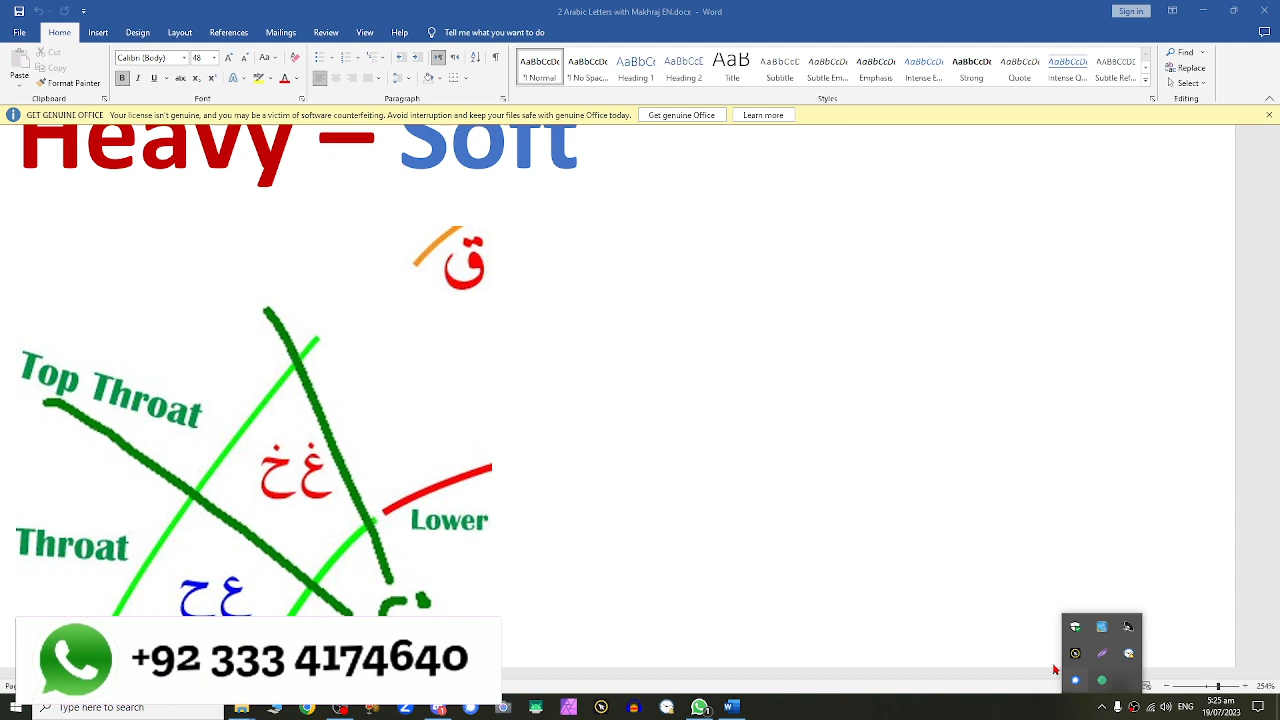 2 Arabic Letters with Makhraj EN.docx - Word
Sign in
File Home Insert Design Layout References Mailings Review View Help Tell me what you want to do
Paste
Cut
Copy
Format Painter
Clipboard
Calibri (Body) 48
Font
Paragraph
AaBbCcDc ¶ Normal
AaBbCcDc ¶ No Spac...
AaBbCc Heading 1
AaBbCcE Heading 2
AaB Title
AaBbCcC Subtitle
AaBbCcDc Subtle Em...
AaBbCcDc Emphasis
AaBbCcDc Intense E...
AaBbCcDc Strong
AaBbCcDc Quote
AaBbCcDc Intense Q...
AaBbCcDc Subtle Ref...
Styles
Find
Replace
Select
Editing
GET GENUINE OFFICE Your license isn't genuine, and you may be a victim of software counterfeiting. Avoid interruption and keep your files safe with genuine Office today. Get genuine Office Learn more
Heavy – Soft
ق
Top Throat
غ خ
Lower
Throat
ع ح
+92 333 4174640
254%
Type here to search
3:25 am
19/07/2023